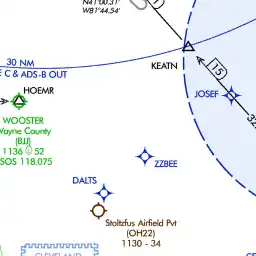 N41°00.31'
W81°44.54'
30 NM
E C & ADS-B OUT
KEATN
15
JOSEF
HOEMR
WOOSTER
Wayne County
(BJJ)
1136 52
SOS 118.075
ZZBEE
DALTS
Stoltzfus Airfield Pvt
(OH22)
1130 - 34
CLEVELAND